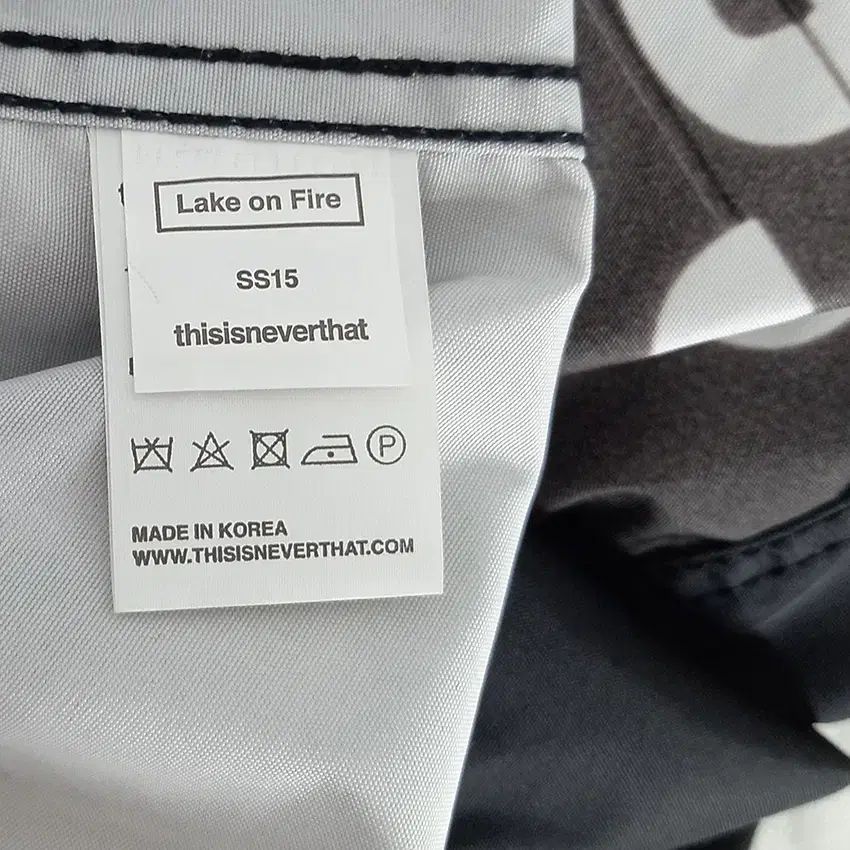 Lake on Fire
SS15
thisisneverthat
P
MADE IN KOREA
WWW.THISISNEVERTHAT.COM